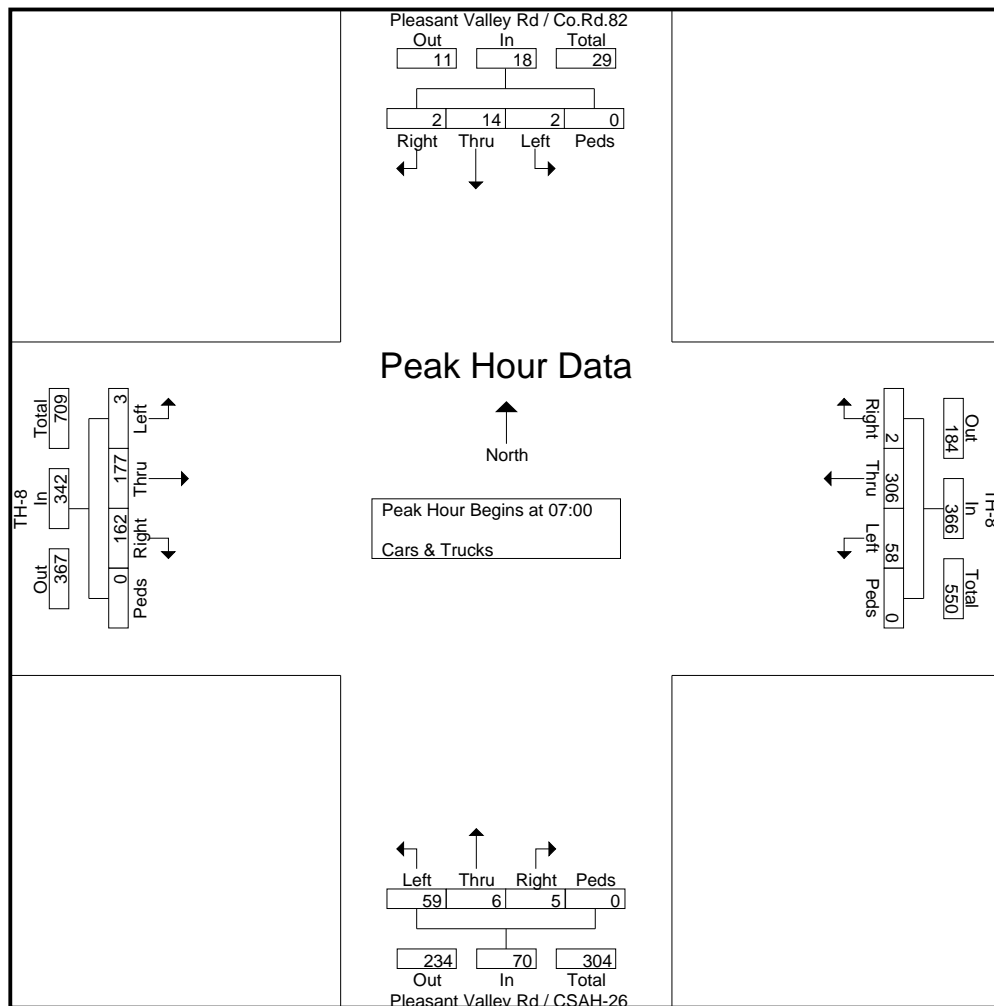 Pleasant Valley Rd / Co.Rd.82
Out In Total
11 18 29
2 14 2 0
Right Thru Left Peds
Peak Hour Data
North
Peak Hour Begins at 07:00
Cars & Trucks
TH-8
Total In Out
709 342 367
3 177 162 0
Left Thru Right Peds
Right Thru Left Peds
2 306 58 0
Out In Total
184 366 550
TH-8
Left Thru Right Peds
59 6 5 0
234 70 304
Out In Total
Pleasant Valley Rd / CSAH-26